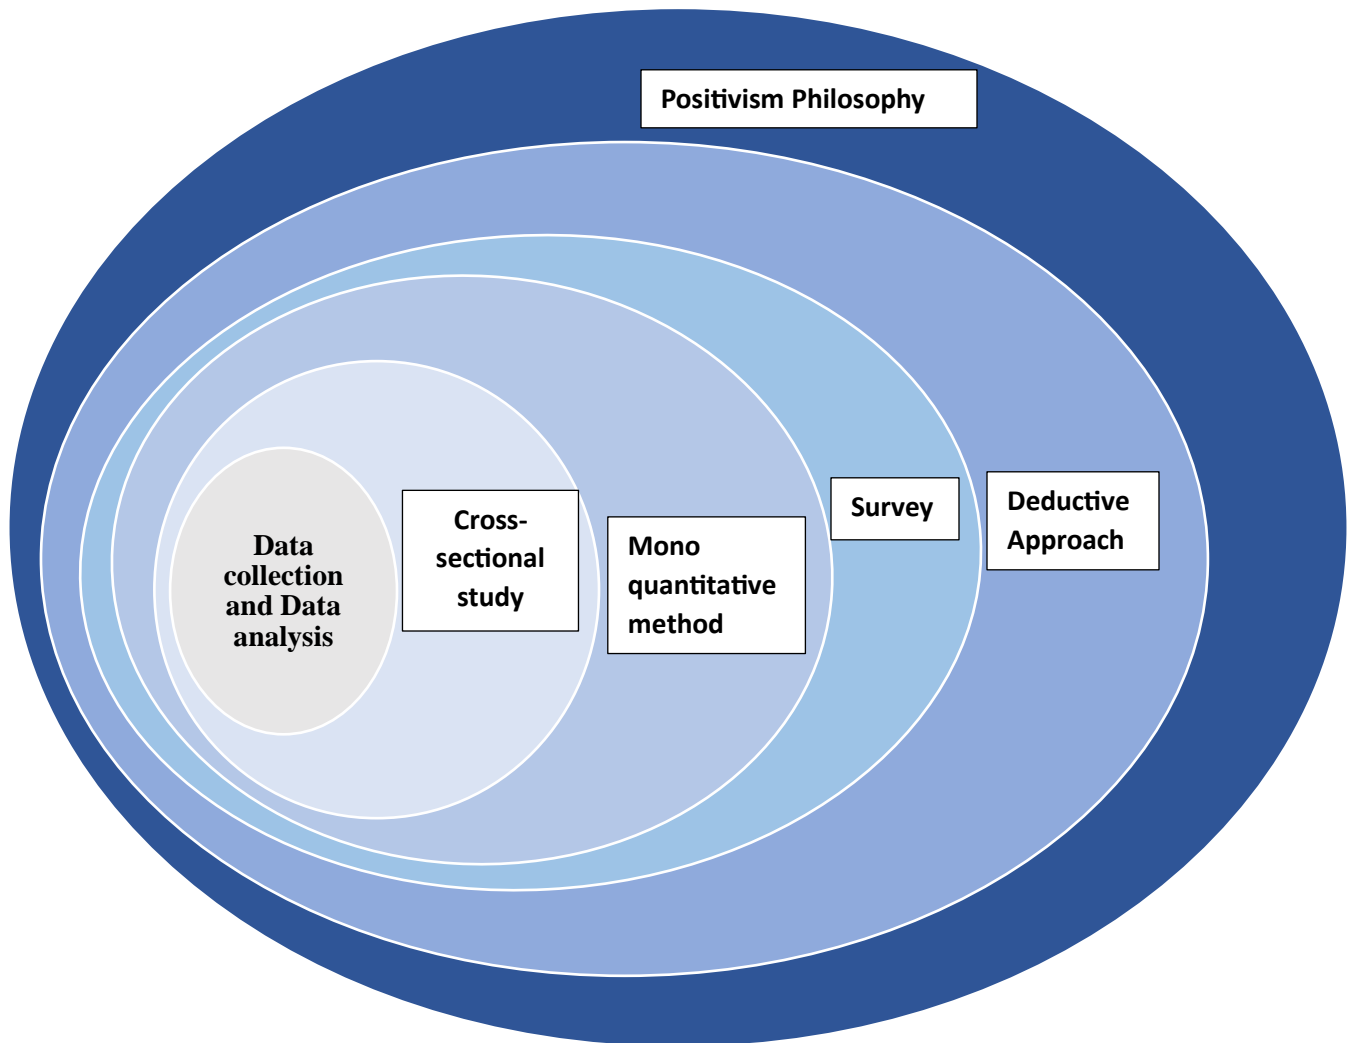 Positivism Philosophy
Data
collection
and Data
analysis
Cross-
sectional
study
Mono
quantitative
method
Survey
Deductive
Approach